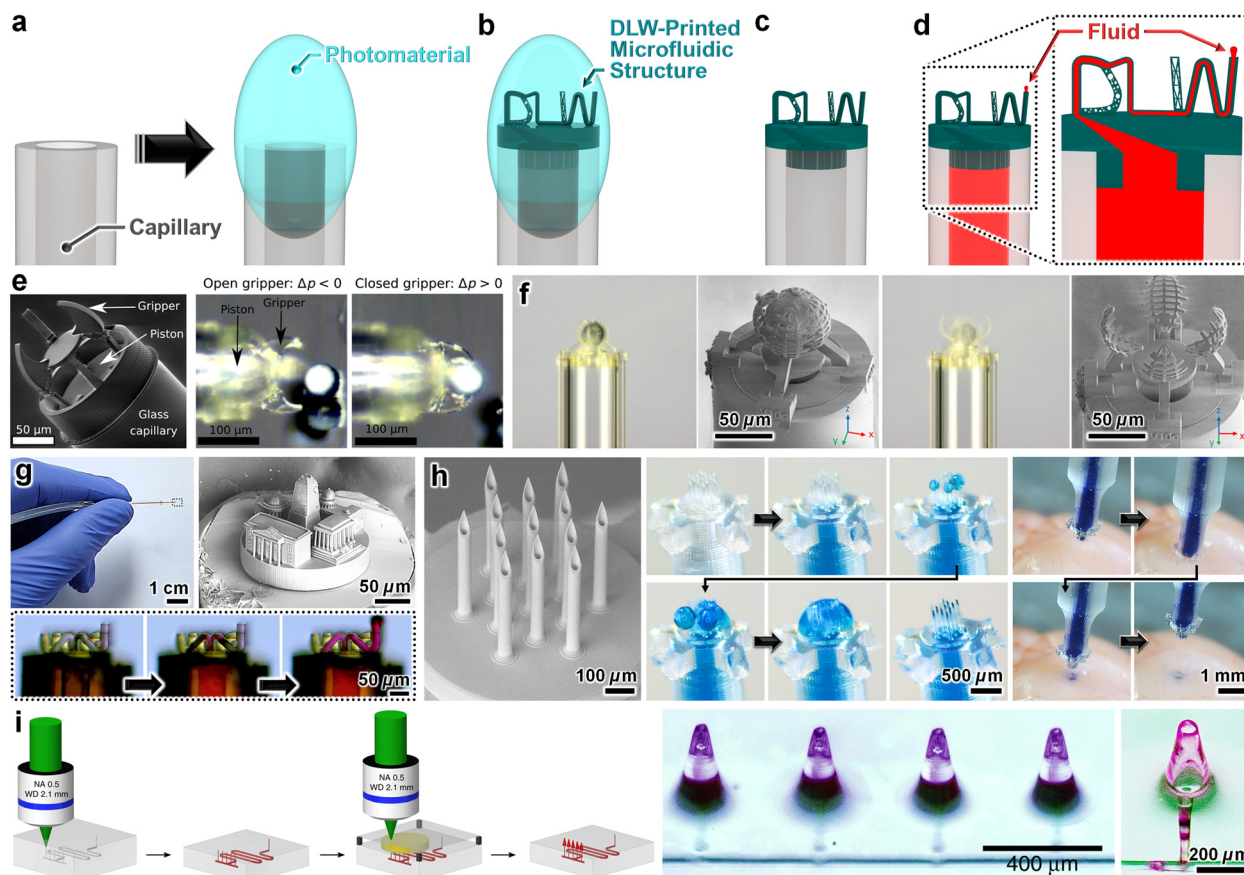 a
b
c
d
Photomaterial
Capillary
DLW-Printed
Microfluidic
Structure
Fluid
e
Gripper
Piston
Glass
capillary
50 µm
Open gripper: Δp < 0
Piston
Gripper
100 µm
Closed gripper: Δp > 0
100 µm
f
50 µm
z
x
y
50 µm
z
x
y
g
1 cm
50 µm
50 µm
h
100 µm
500 µm
1 mm
i
NA 0.5
WD 2.1 mm
NA 0.5
WD 2.1 mm
400 µm
200 µm